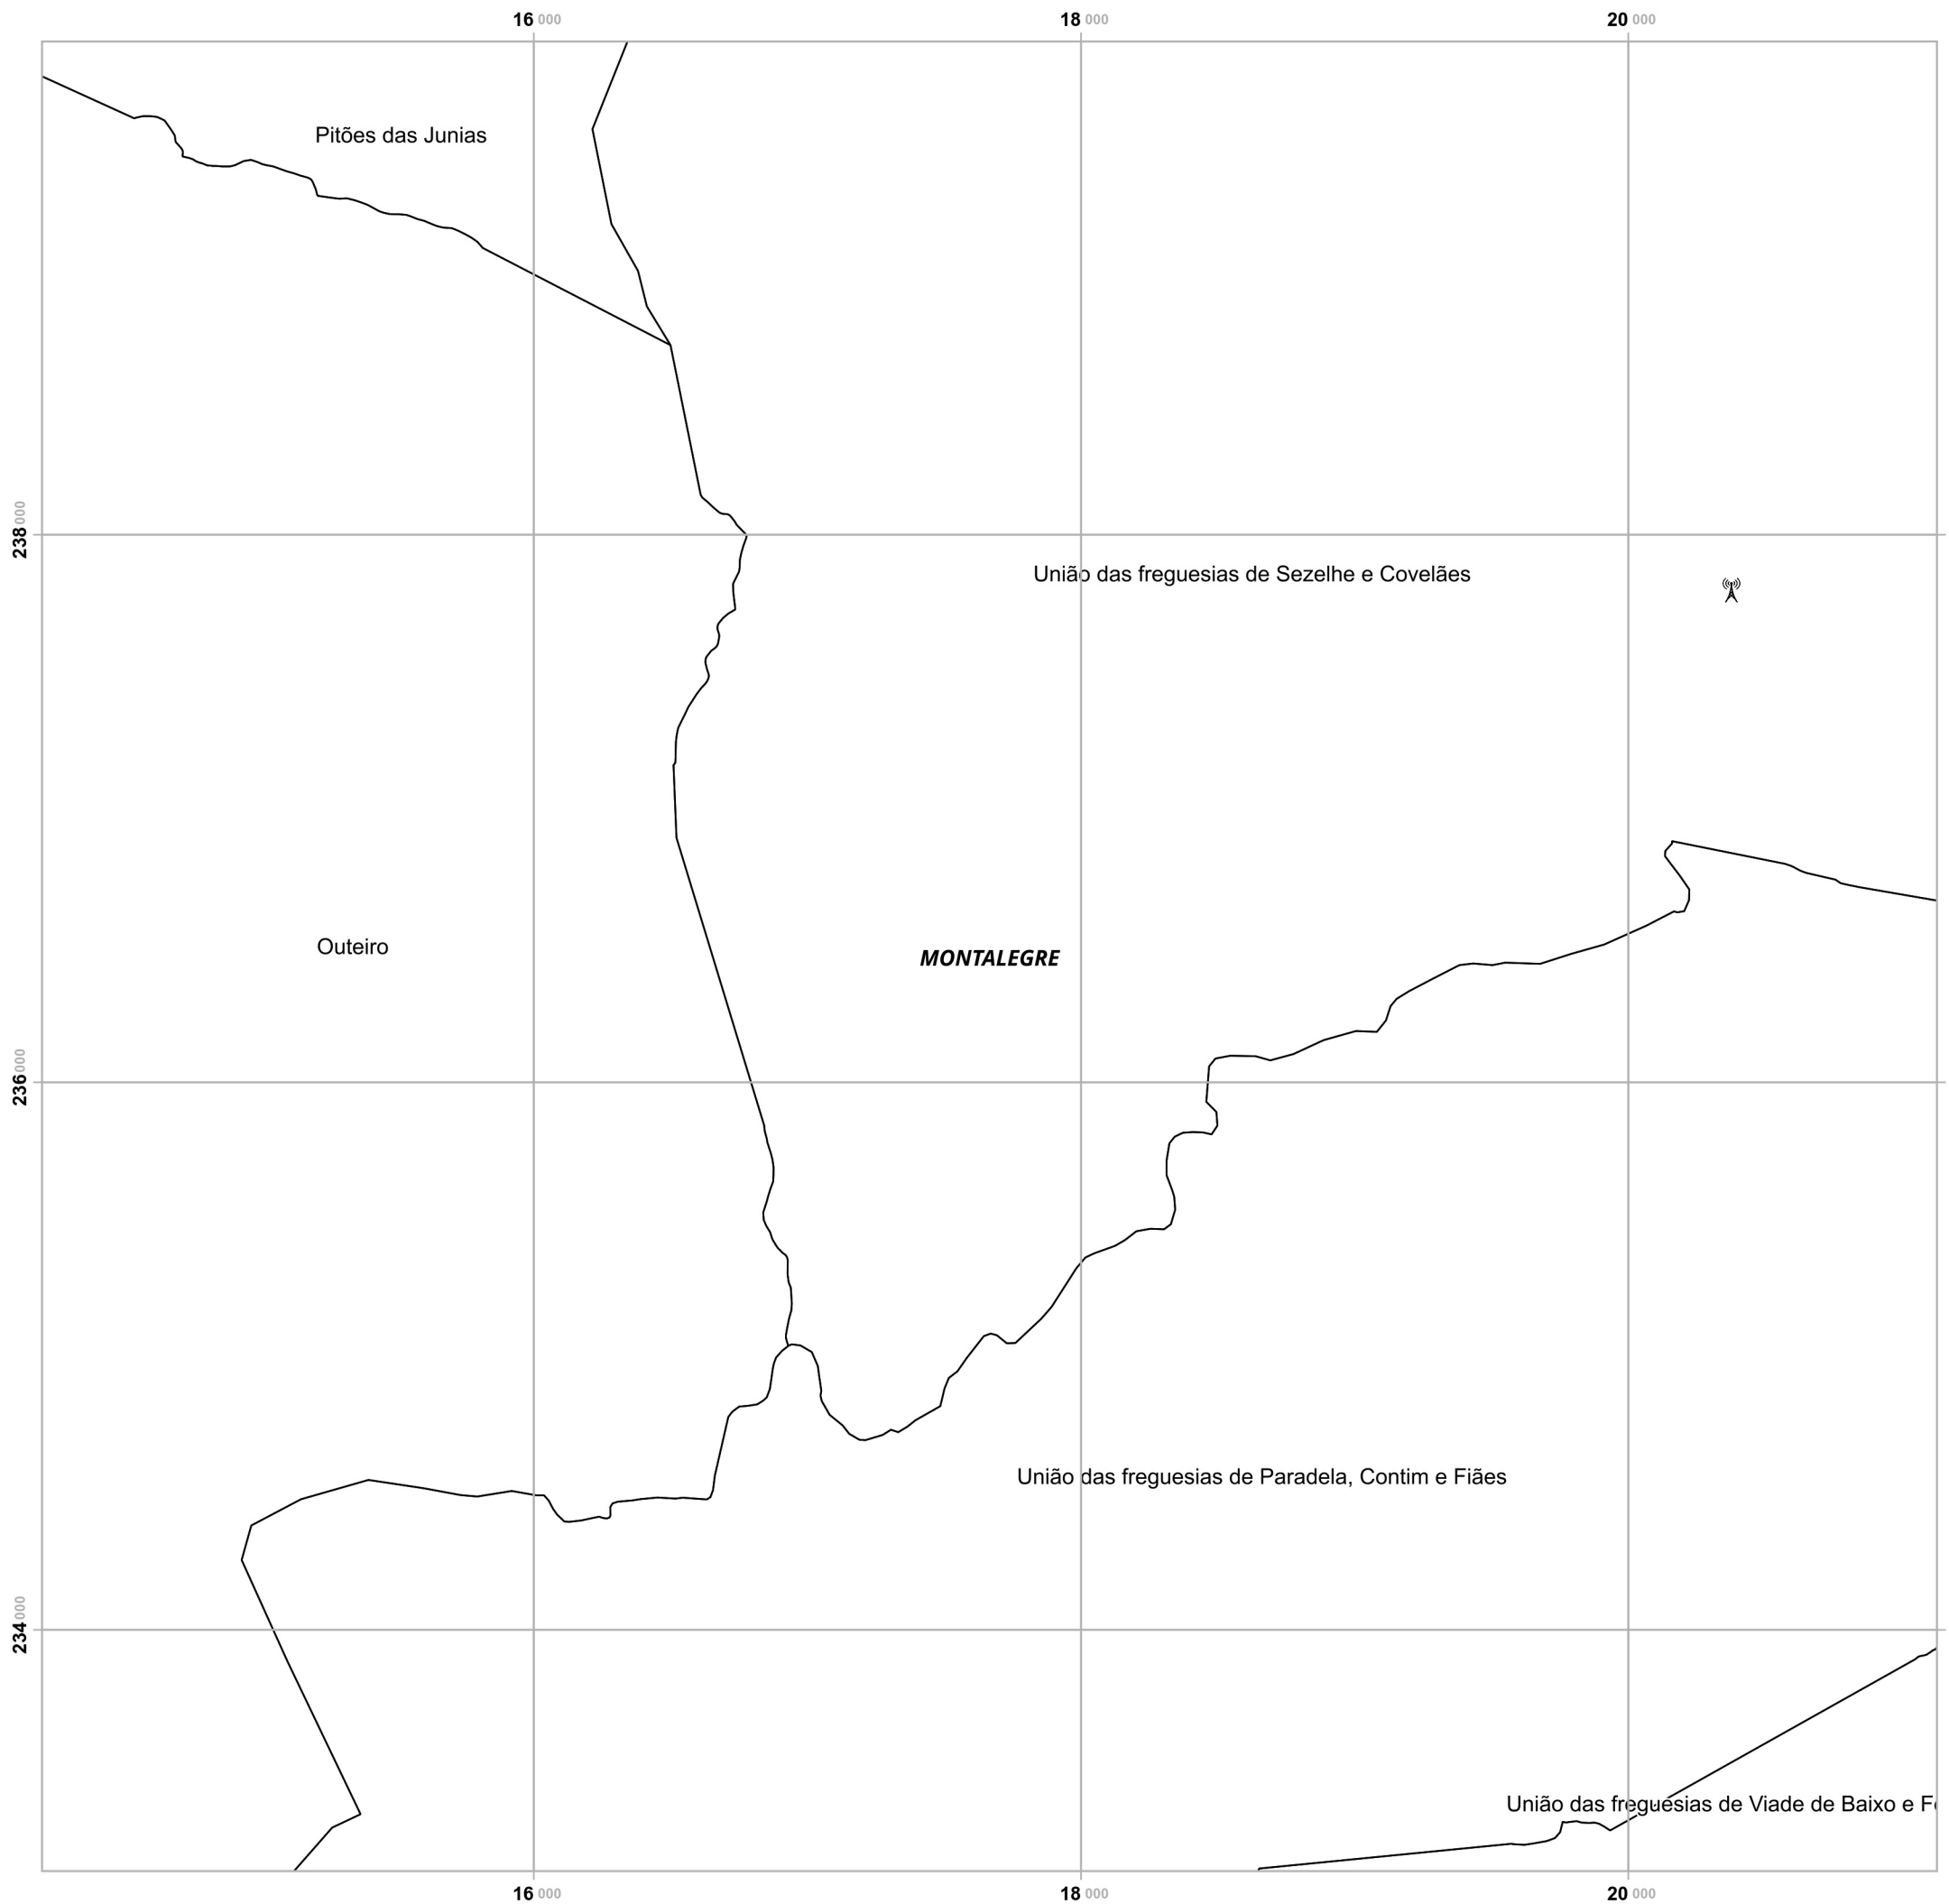 16 000 18 000 20 000
Pitões das Junias
238 000
União das freguesias de Sezelhe e Covelães
Outeiro
MONTALEGRE
236 000
União das freguesias de Paradela, Contim e Fiães
234 000
União das freguesias de Viade de Baixo e F
16 000 18 000 20 000